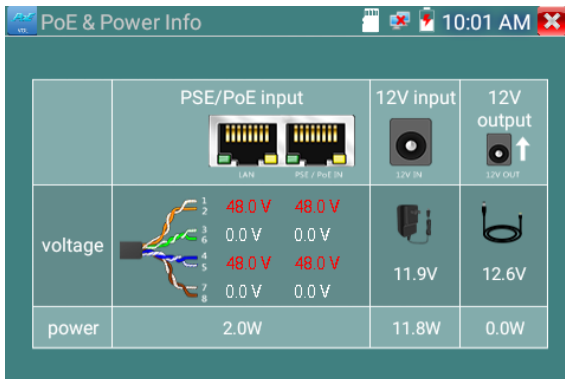 PoE & Power Info
10:01 AM
PSE/PoE input
12V input
12V output
LAN
PSE / PoE IN
12V IN
12V OUT
voltage
1 48.0 V 48.0 V
2
3 0.0 V 0.0 V
6
4 48.0 V 48.0 V
5
7 0.0 V 0.0 V
8
11.9V
12.6V
power
2.0W
11.8W
0.0W